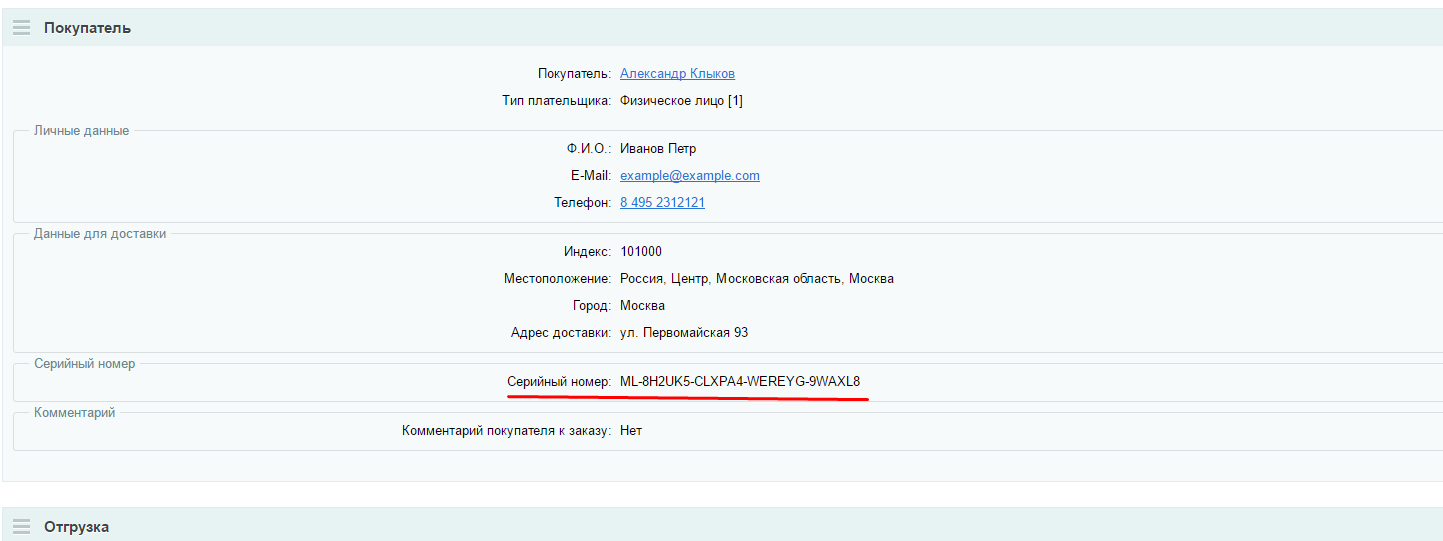 Покупатель
Покупатель: Александр Клыков
Тип плательщика: Физическое лицо [1]
Личные данные
Ф.И.О.: Иванов Петр
E-Mail: example@example.com
Телефон: 8 495 2312121
Данные для доставки
Индекс: 101000
Местоположение: Россия, Центр, Московская область, Москва
Город: Москва
Адрес доставки: ул. Первомайская 93
Серийный номер
Серийный номер: ML-8H2UK5-CLXPA4-WEREYG-9WAXL8
Комментарий
Комментарий покупателя к заказу: Нет
Отгрузка